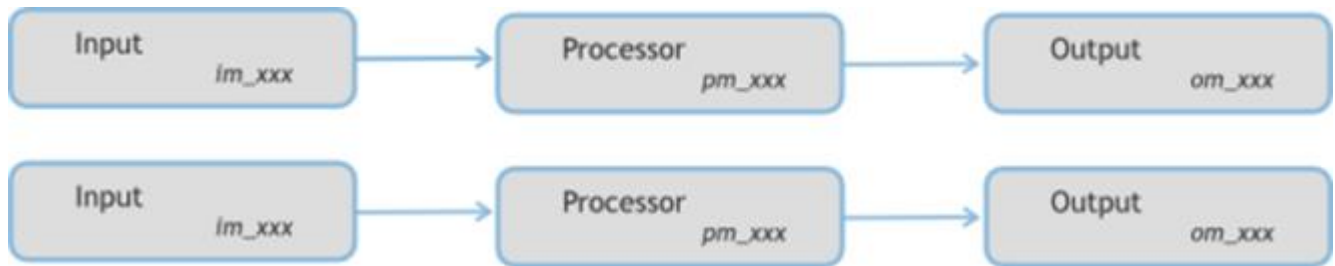 Input
im_xxx
Processor
pm_xxx
Output
om_xxx
Input
im_xxx
Processor
pm_xxx
Output
om_xxx